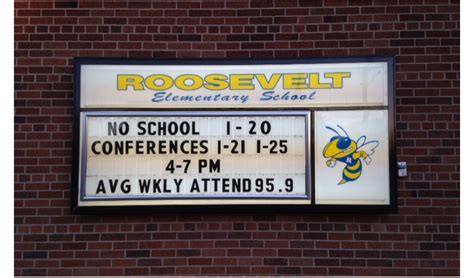 ROOSEVELT
Elementary School
NO SCHOOL 1-20
CONFERENCES 1-21 1-25
4-7 PM
AVG WKLY ATTEND 95.9